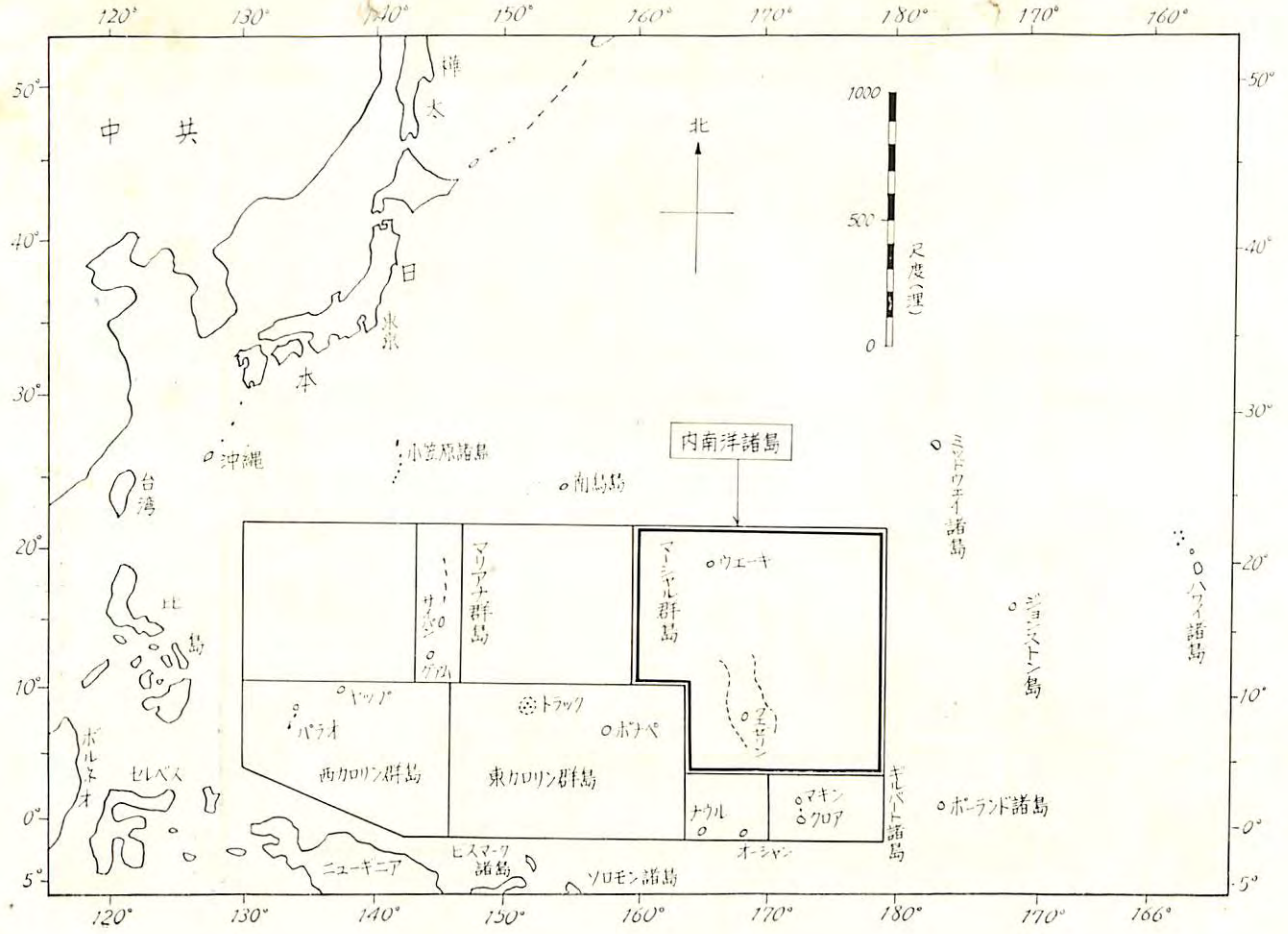 120° 130° 140° 150° 160° 170° 180° 170° 160°
50°
40°
30°
20°
10°
0°
5°
中共
樺太
北
1000
500
0
尺度(浬)
日本
東京
沖縄
小笠原諸島
南鳥島
内南洋諸島
ミッドウェイ諸島
台湾
マリアナ群島
サイパン
グァム
マーシャル群島
ウエーキ
ジョンストン島
ハワイ諸島
比島
ヤップ
パラオ
トラック
ポナペ
クェゼリン
ボルネオ
セレベス
西カロリン群島
東カロリン群島
ナウル
マキン
タロア
ギルバート諸島
ホーランド諸島
オーシャン
ニューギニア
ビスマーク諸島
ソロモン諸島
50°
40°
30°
20°
10°
0°
5°
120° 130° 140° 150° 160° 170° 180° 170° 166°